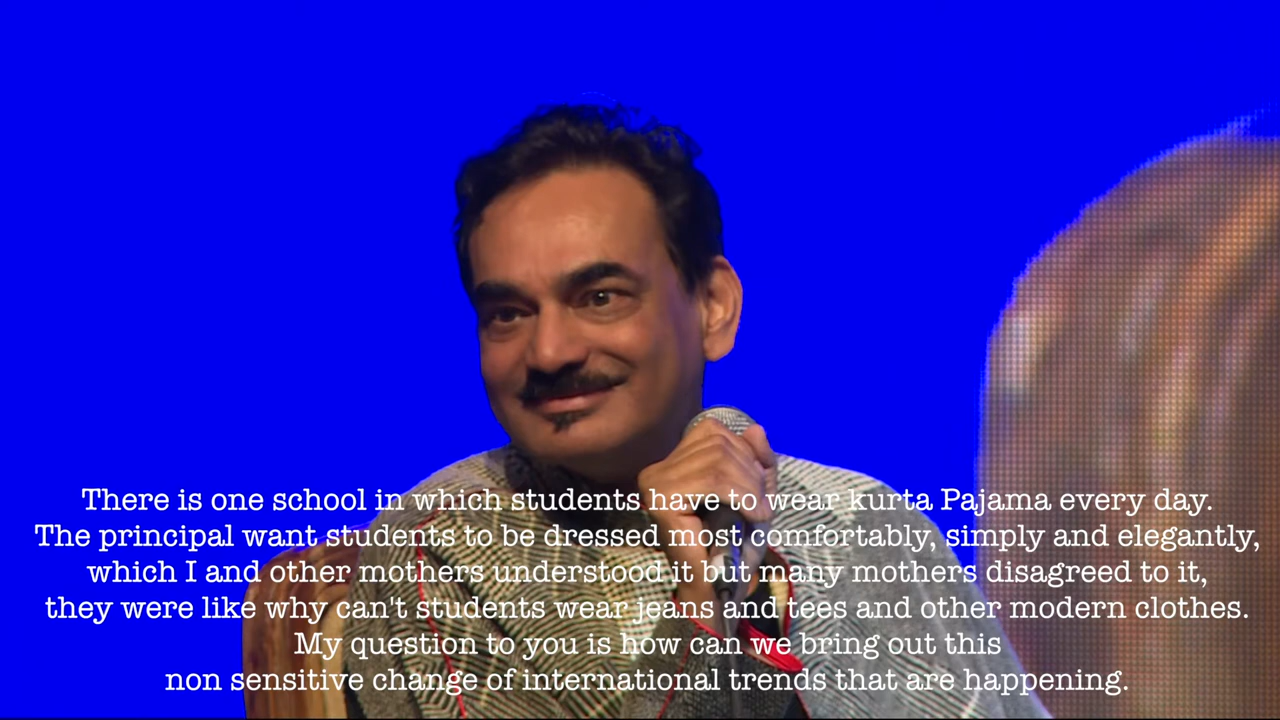 There is one school in which students have to wear kurta Pajama every day.
The principal want students to be dressed most comfortably, simply and elegantly,
which I and other mothers understood it but many mothers disagreed to it,
they were like why can't students wear jeans and tees and other modern clothes.
My question to you is how can we bring out this
non sensitive change of international trends that are happening.